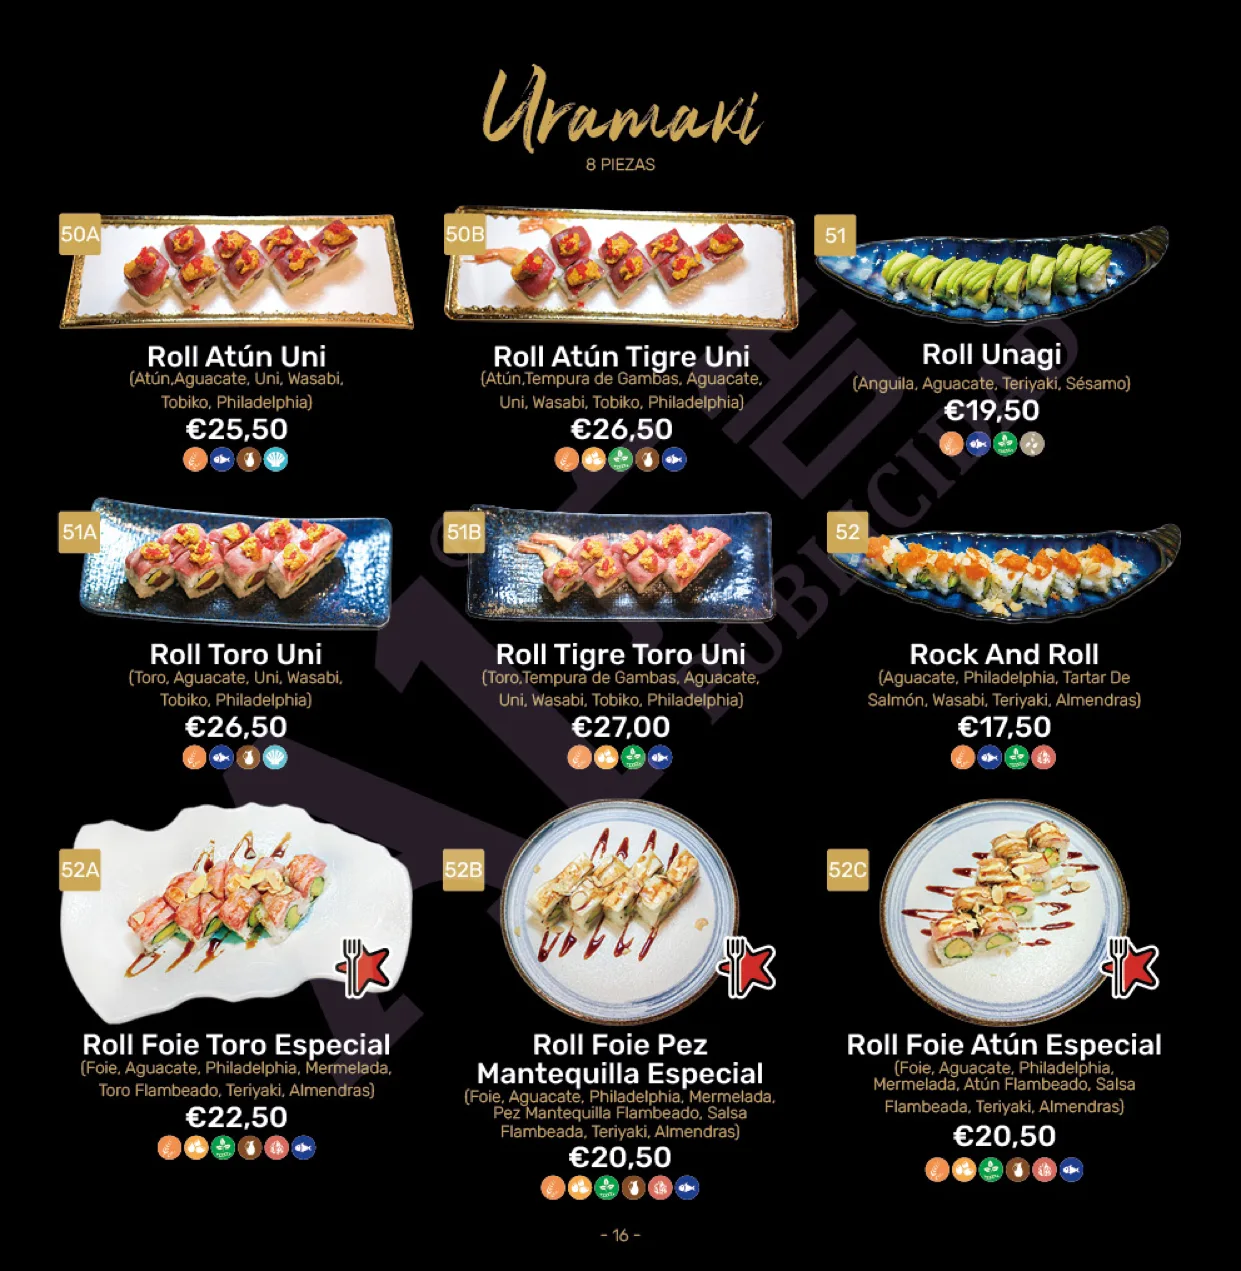 Uramaki
8 PIEZAS
50A
Roll Atún Uni
(Atún,Aguacate, Uni, Wasabi,
Tobiko, Philadelphia)
€25,50
50B
Roll Atún Tigre Uni
(Atún,Tempura de Gambas, Aguacate,
Uni, Wasabi, Tobiko, Philadelphia)
€26,50
51
Roll Unagi
(Anguila, Aguacate, Teriyaki, Sésamo)
€19,50
51A
Roll Toro Uni
(Toro, Aguacate, Uni, Wasabi,
Tobiko, Philadelphia)
€26,50
51B
Roll Tigre Toro Uni
(Toro,Tempura de Gambas, Aguacate,
Uni, Wasabi, Tobiko, Philadelphia)
€27,00
52
Rock And Roll
(Aguacate, Philadelphia, Tartar De
Salmón, Wasabi, Teriyaki, Almendras)
€17,50
52A
Roll Foie Toro Especial
(Foie, Aguacate, Philadelphia, Mermelada,
Toro Flambeado, Teriyaki, Almendras)
€22,50
52B
Roll Foie Pez
Mantequilla Especial
(Foie, Aguacate, Philadelphia, Mermelada,
Pez Mantequilla Flambeado, Salsa
Flambeada, Teriyaki, Almendras)
€20,50
52C
Roll Foie Atún Especial
(Foie, Aguacate, Philadelphia,
Mermelada, Atún Flambeado, Salsa
Flambeada, Teriyaki, Almendras)
€20,50
PUBLICIDAD
- 16 -